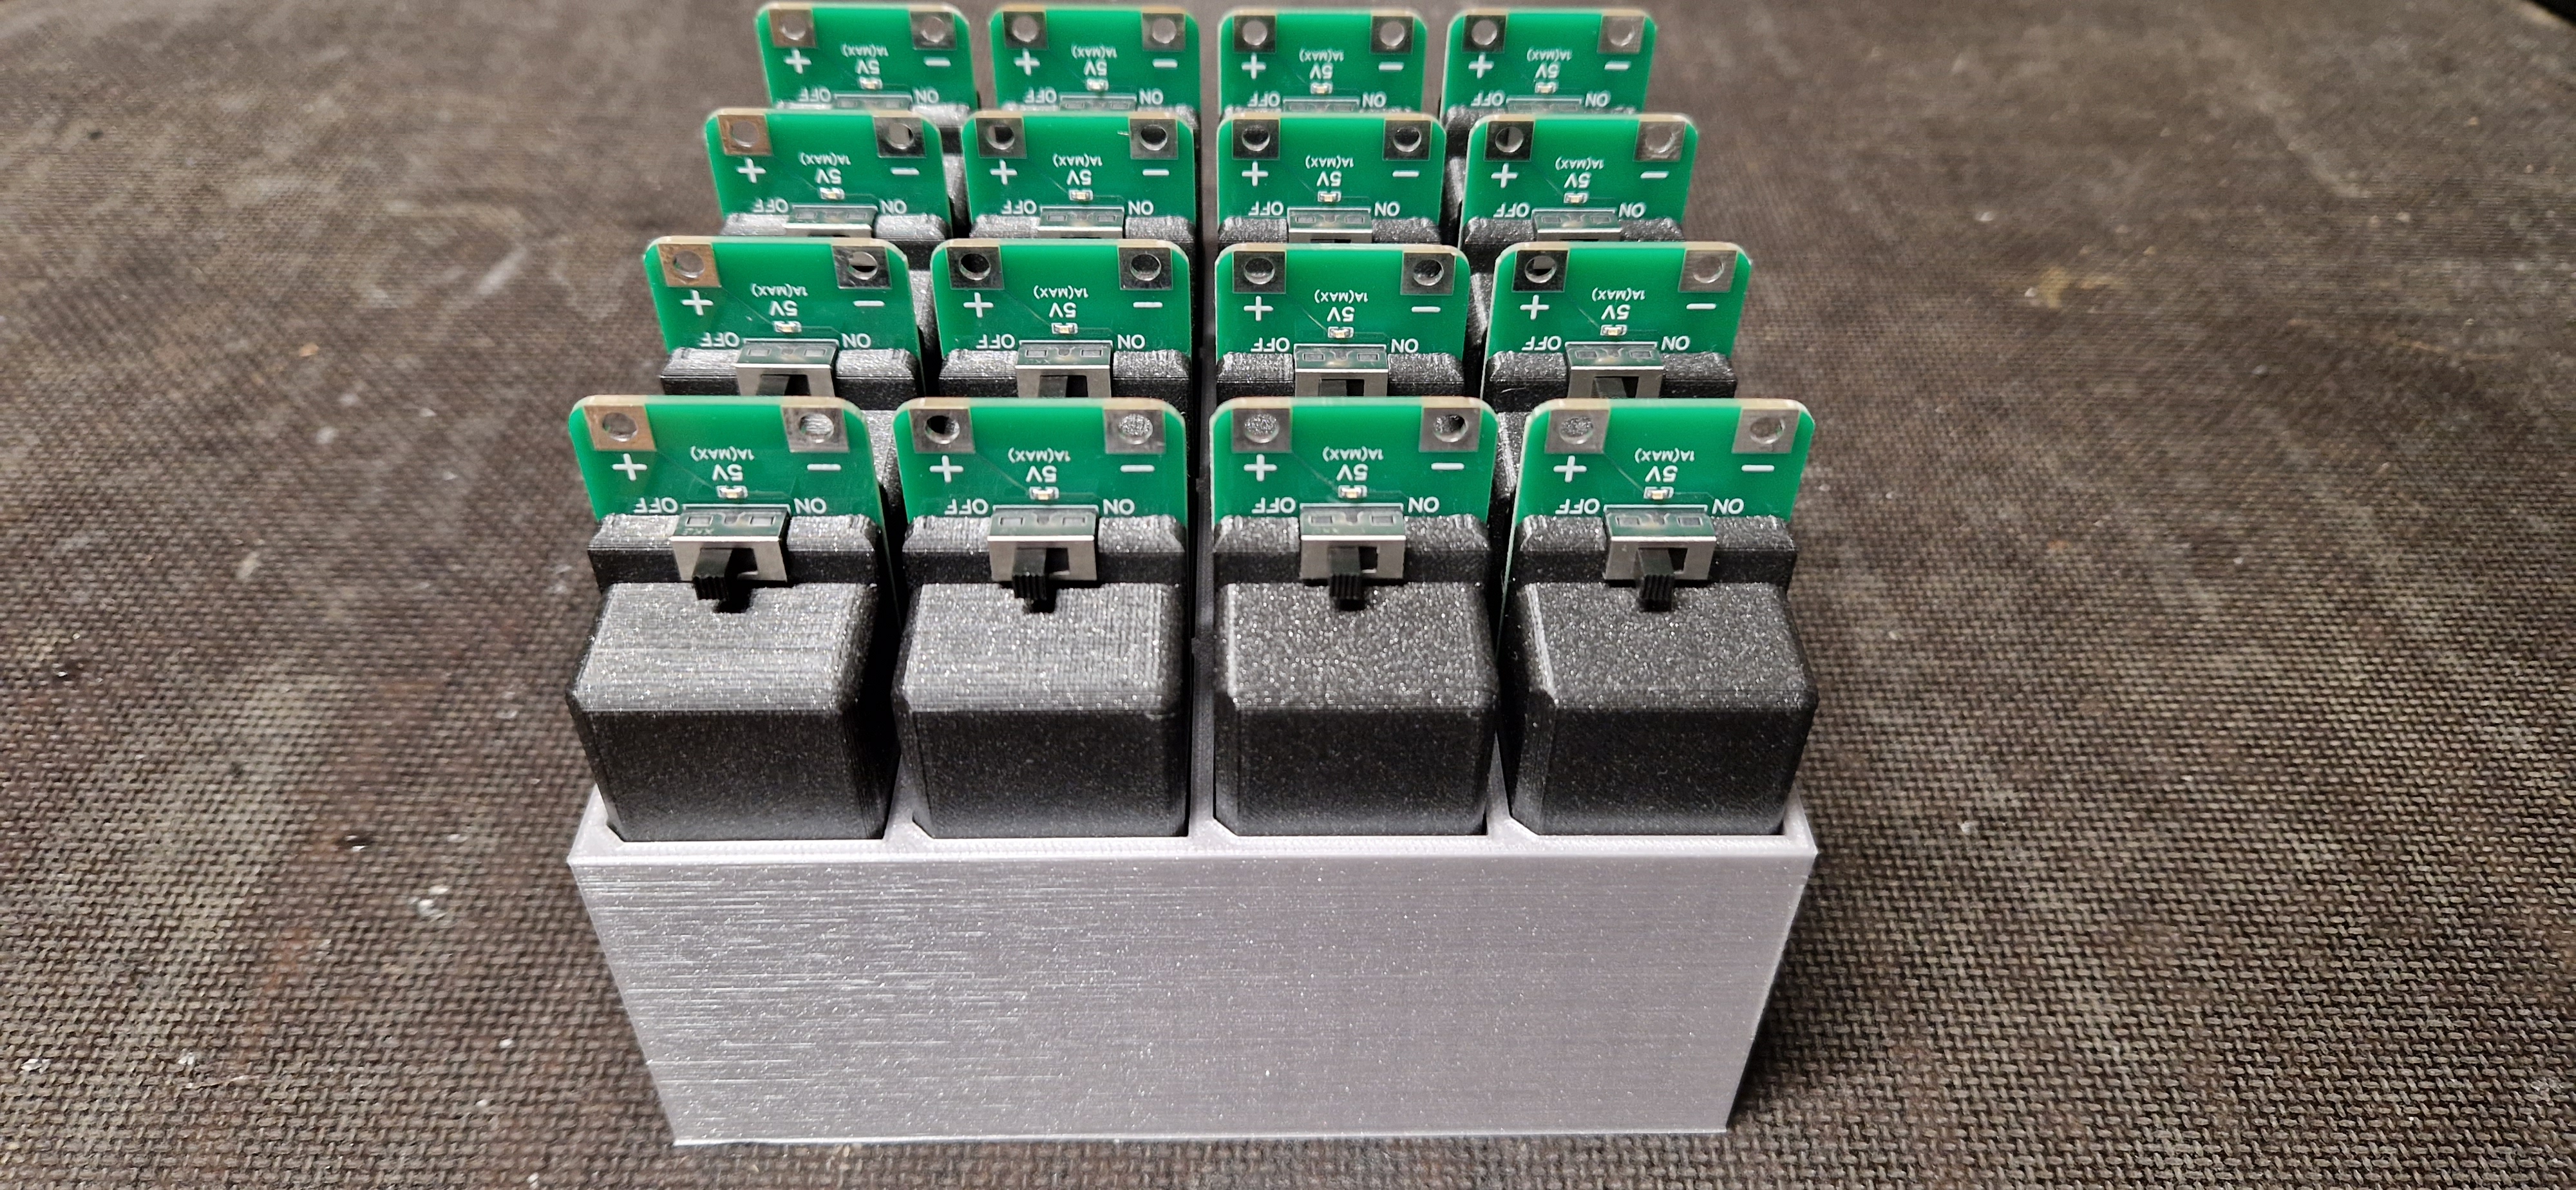 ON OFF
5V
1A(MAX)
− +
ON OFF
5V
1A(MAX)
− +
ON OFF
5V
1A(MAX)
− +
ON OFF
5V
1A(MAX)
− +
ON OFF
5V
1A(MAX)
− +
ON OFF
5V
1A(MAX)
− +
ON OFF
5V
1A(MAX)
− +
ON OFF
5V
1A(MAX)
− +
ON OFF
5V
1A(MAX)
− +
ON OFF
5V
1A(MAX)
− +
ON OFF
5V
1A(MAX)
− +
ON OFF
5V
1A(MAX)
− +
ON OFF
5V
1A(MAX)
− +
ON OFF
5V
1A(MAX)
− +
ON OFF
5V
1A(MAX)
− +
ON OFF
5V
1A(MAX)
− +